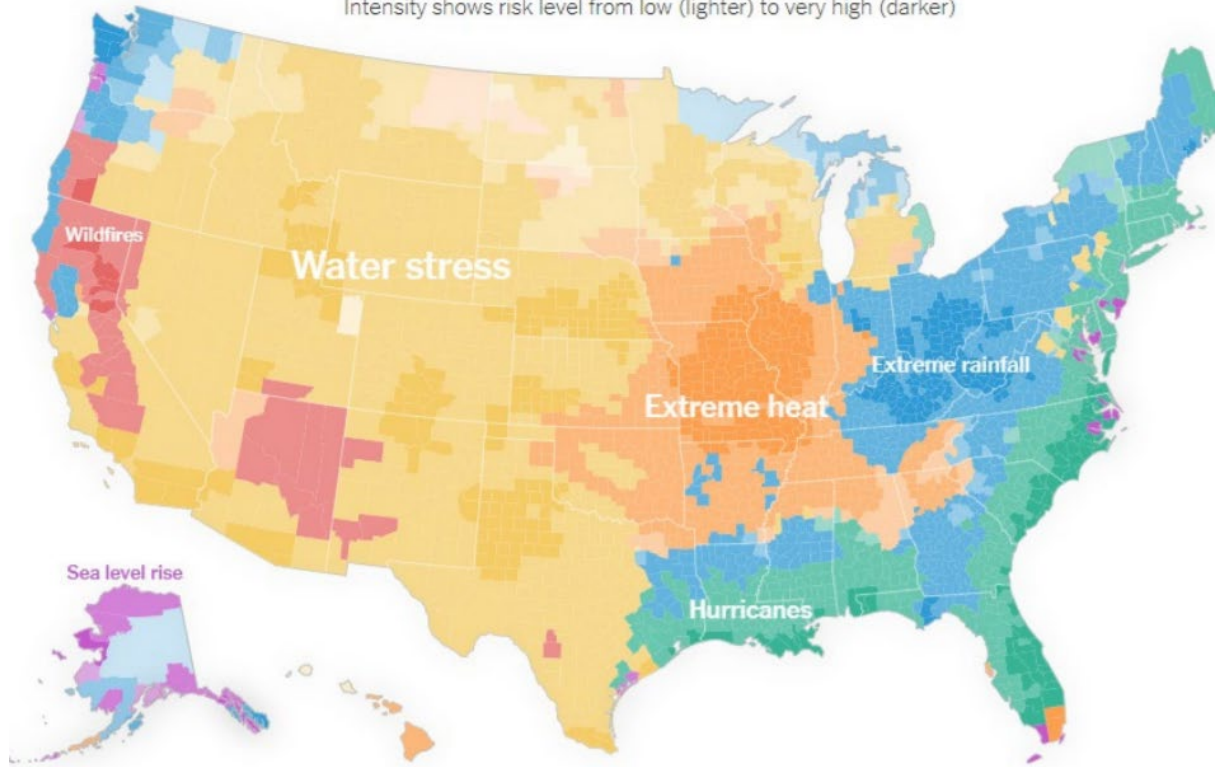 Intensity shows risk level from low (lighter) to very high (darker)
Wildfires
Water stress
Extreme rainfall
Extreme heat
Sea level rise
Hurricanes